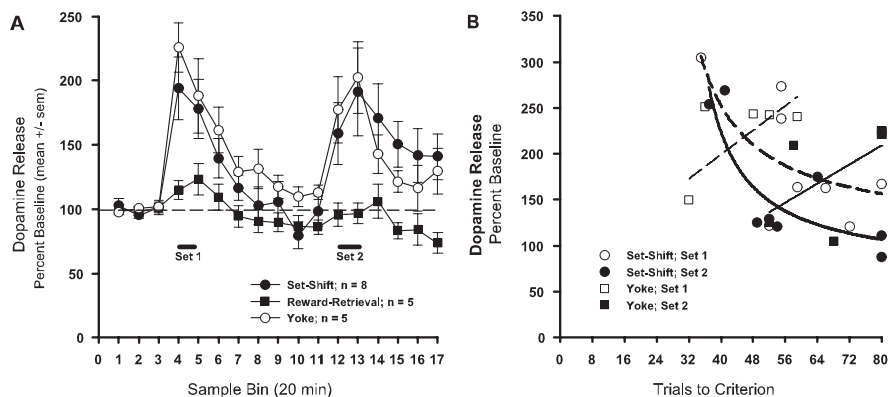 A
Dopamine Release
Percent Baseline (mean +/- sem)
250
200
150
100
50
0
Set 1
Set 2
Set-Shift; n = 8
Reward-Retrieval; n = 5
Yoke; n = 5
0 1 2 3 4 5 6 7 8 9 10 11 12 13 14 15 16 17
Sample Bin (20 min)
B
Dopamine Release
Percent Baseline
350
300
250
200
150
100
50
0
Set-Shift; Set 1
Set-Shift; Set 2
Yoke; Set 1
Yoke; Set 2
0 8 16 24 32 40 48 56 64 72 80
Trials to Criterion